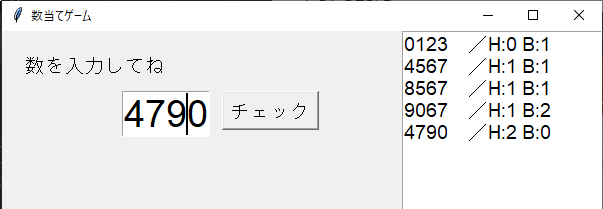 数当てゲーム
数を入力してね
4790
チェック
0123 ／H:0 B:1
4567 ／H:1 B:1
8567 ／H:1 B:1
9067 ／H:1 B:2
4790 ／H:2 B:0